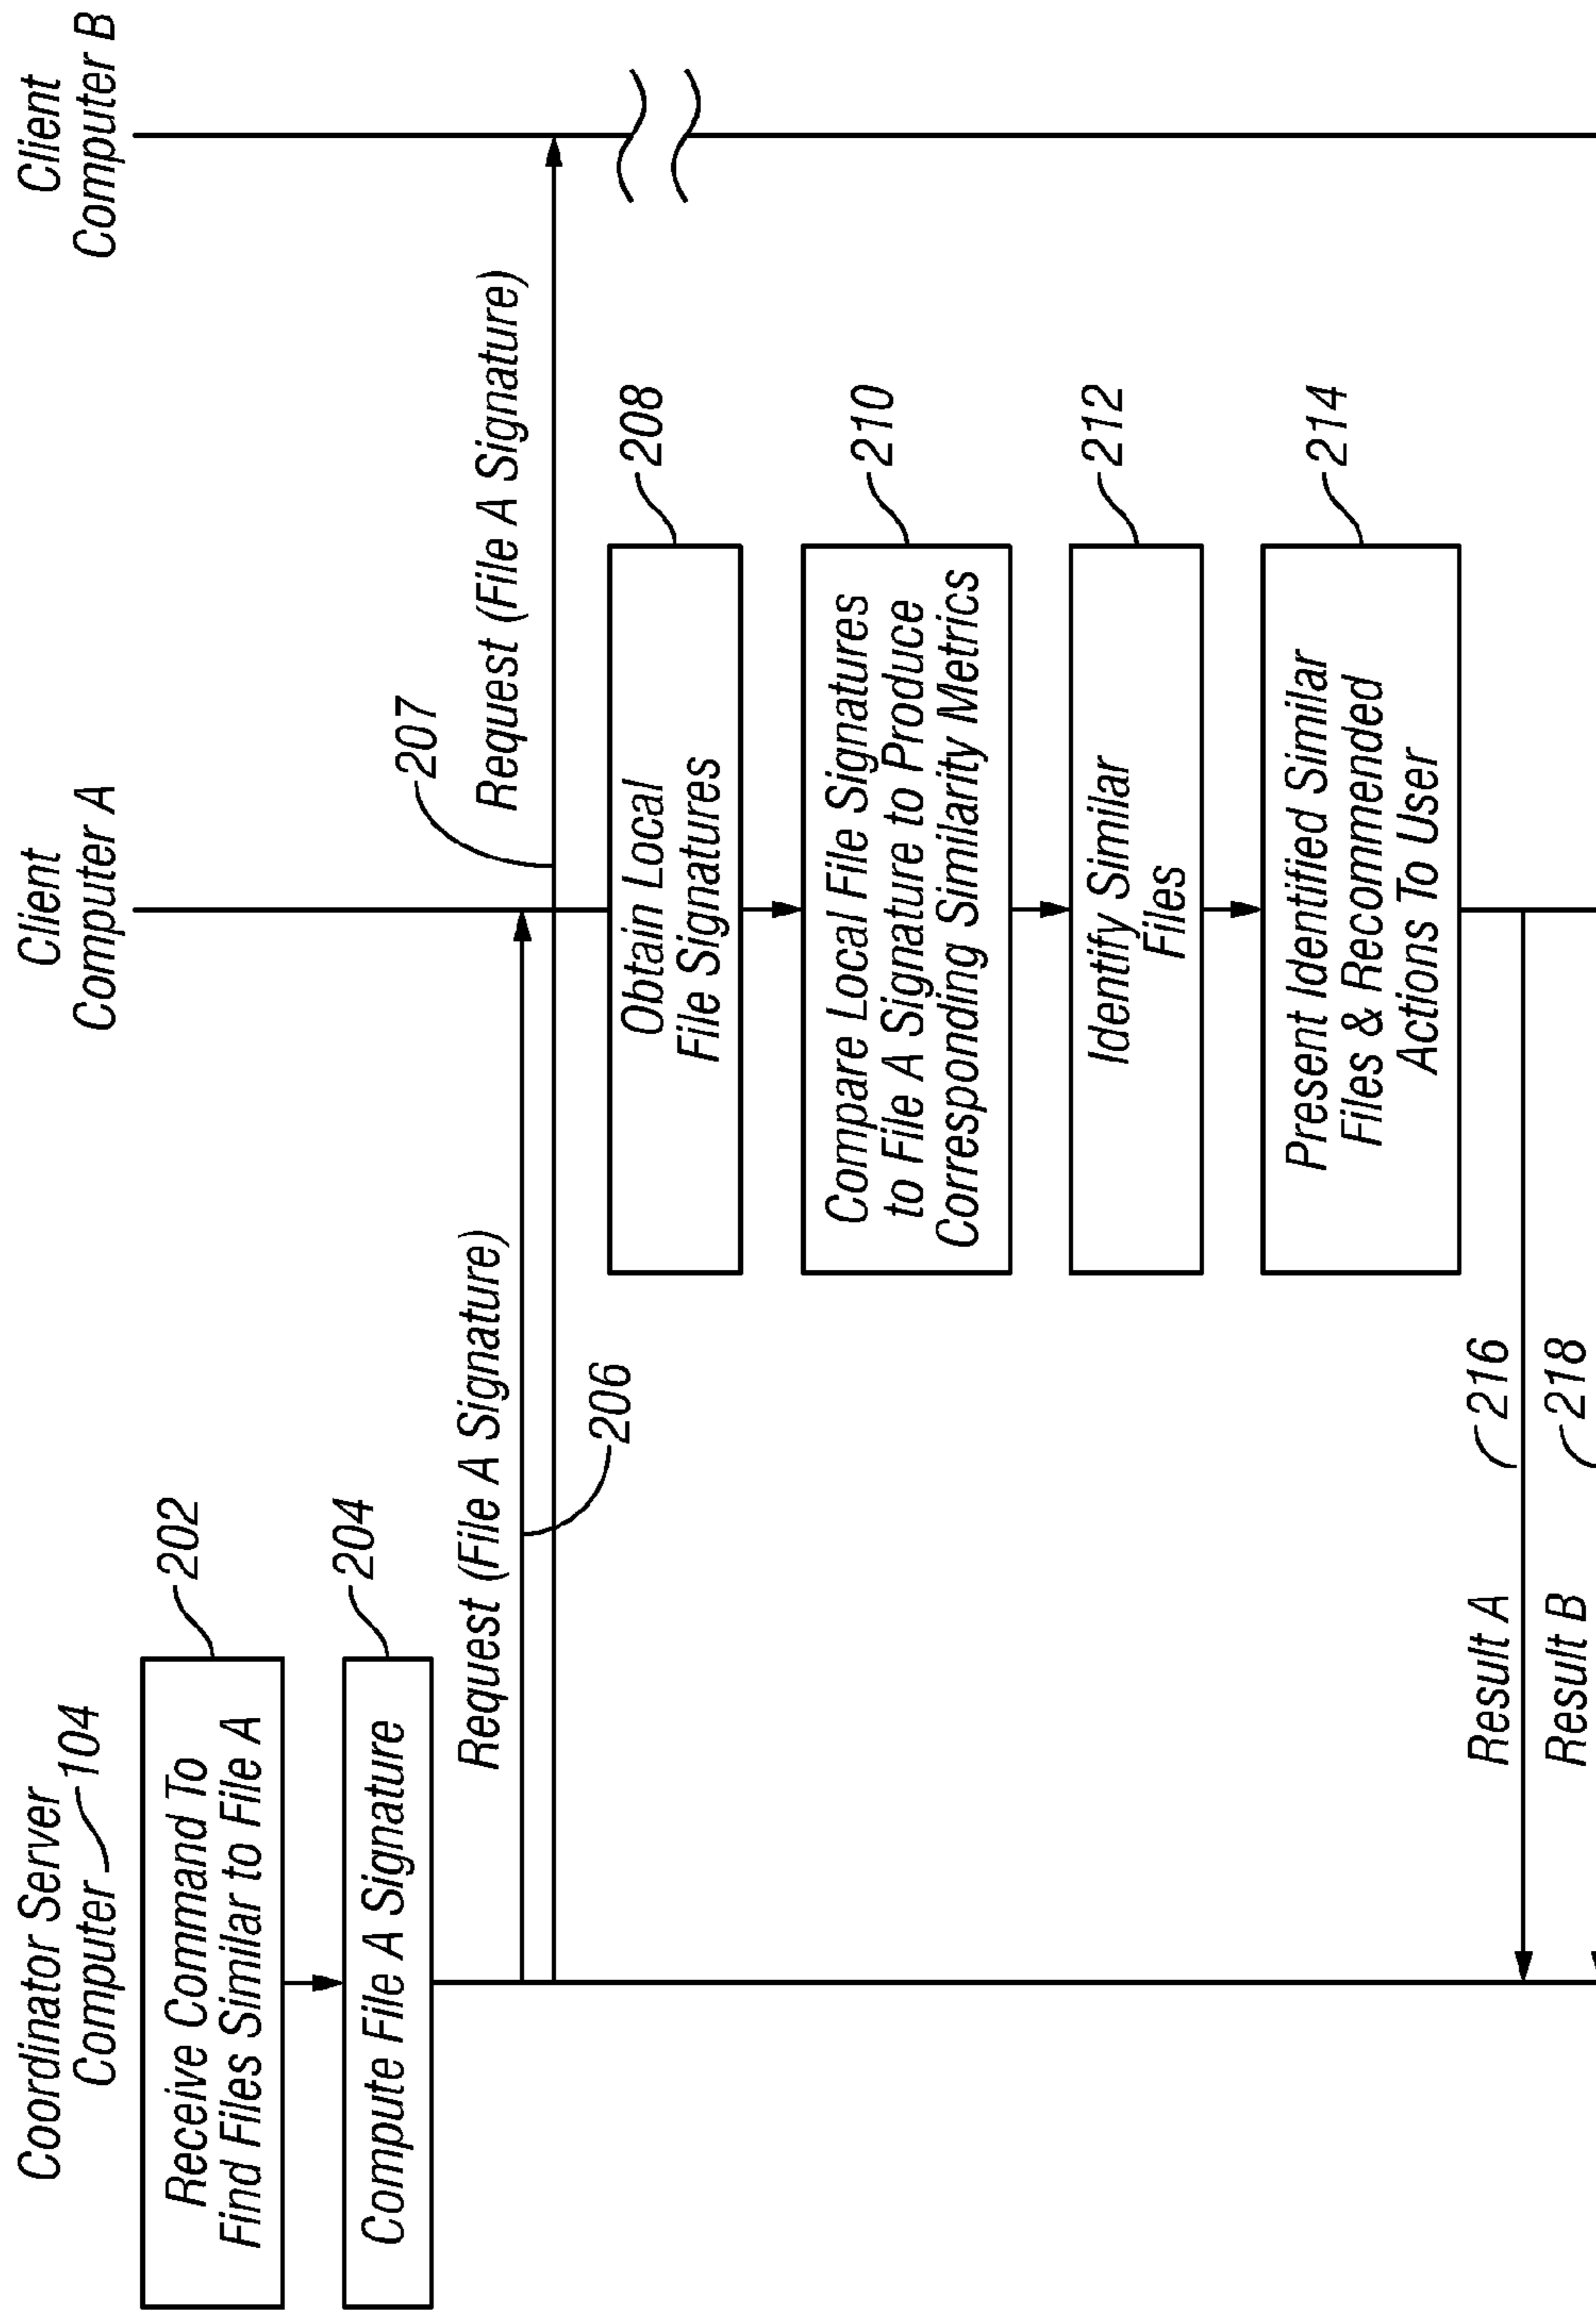 Coordinator Server
Computer 104
Client
Computer A
Client
Computer B
Receive Command To
Find Files Similar to File A
202
Compute File A Signature
204
Request (File A Signature)
206
207
Request (File A Signature)
Obtain Local
File Signatures
208
Compare Local File Signatures
to File A Signature to Produce
Corresponding Similarity Metrics
210
Identify Similar
Files
212
Present Identified Similar
Files & Recommended
Actions To User
214
Result A
216
Result B
218